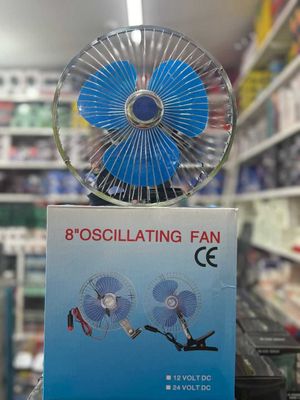 8"OSCILLATING FAN
CE
12 VOLT DC
24 VOLT DC